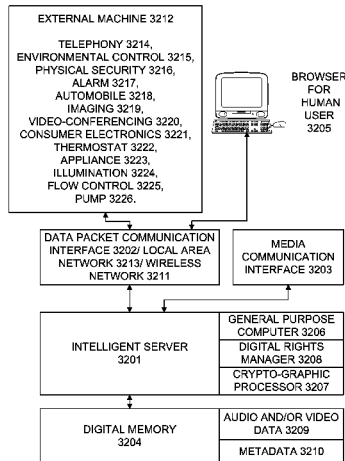 EXTERNAL MACHINE 3212
TELEPHONY 3214,
ENVIRONMENTAL CONTROL 3215,
PHYSICAL SECURITY 3216,
ALARM 3217,
AUTOMOBILE 3218,
IMAGING 3219,
VIDEO-CONFERENCING 3220,
CONSUMER ELECTRONICS 3221,
THERMOSTAT 3222,
APPLIANCE 3223,
ILLUMINATION 3224,
FLOW CONTROL 3225,
PUMP 3226.
BROWSER
FOR
HUMAN
USER
3205
DATA PACKET COMMUNICATION
INTERFACE 3202/ LOCAL AREA
NETWORK 3213/ WIRELESS
NETWORK 3211
MEDIA
COMMUNICATION
INTERFACE 3203
INTELLIGENT SERVER
3201
GENERAL PURPOSE
COMPUTER 3206
DIGITAL RIGHTS
MANAGER 3208
CRYPTO-GRAPHIC
PROCESSOR 3207
DIGITAL MEMORY
3204
AUDIO AND/OR VIDEO
DATA 3209
METADATA 3210